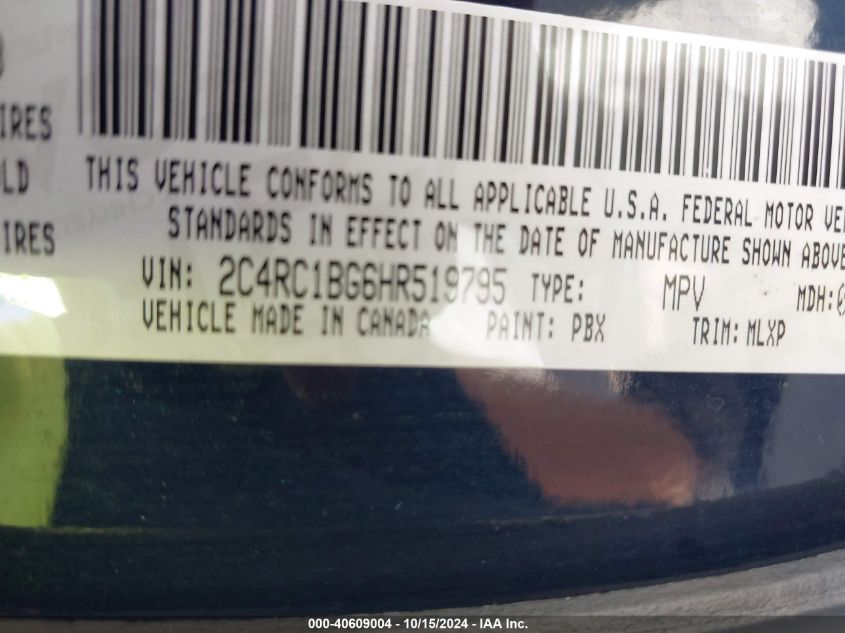 IRES
THIS VEHICLE CONFORMS TO ALL APPLICABLE U.S.A. FEDERAL MOTOR
STANDARDS IN EFFECT ON THE DATE OF MANUFACTURE SHOWN ABOVE
IRES
VIN: 2C4RC1BG6HR519795 TYPE: MPV MDH:
VEHICLE MADE IN CANADA PAINT: PBX TRIM: MLXP
000-40609004 - 10/15/2024 - IAA Inc.